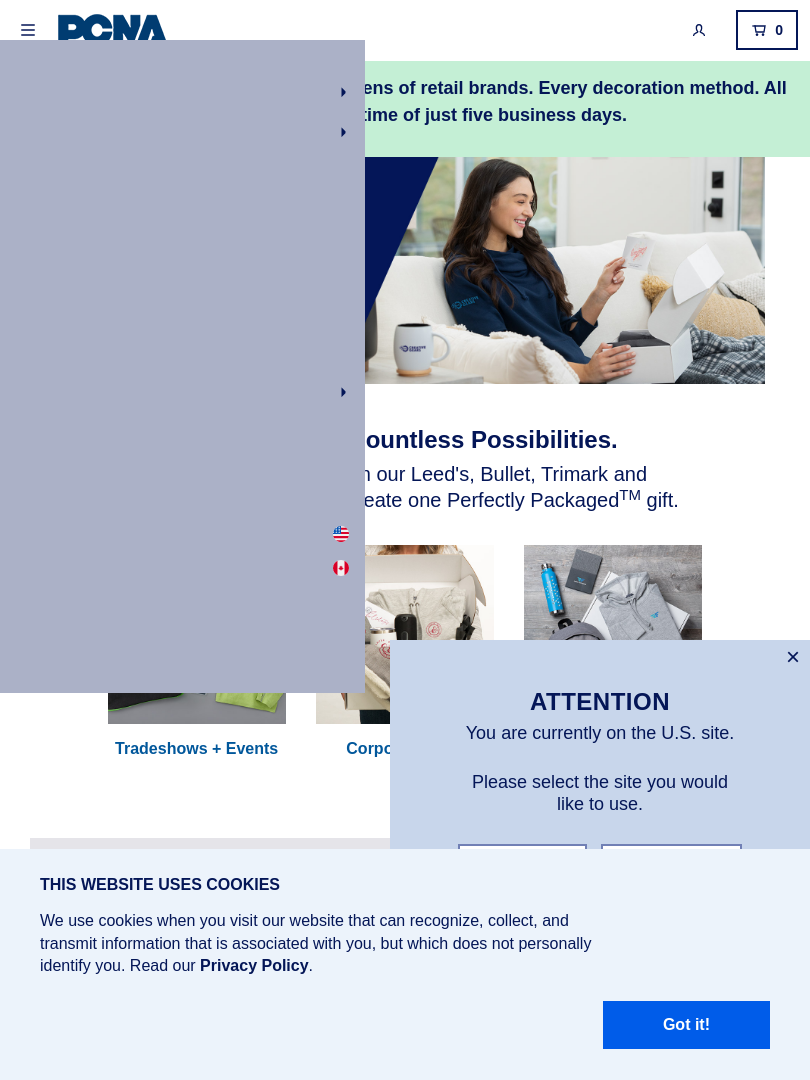 PCNA
0
ens of retail brands. Every decoration method. All
time of just five business days.
ountless Possibilities.
our Leed's, Bullet, Trimark and
eate one Perfectly PackagedTM gift.
Tradeshows + Events
ATTENTION
You are currently on the U.S. site.
Please select the site you would
like to use.
THIS WEBSITE USES COOKIES
We use cookies when you visit our website that can recognize, collect, and
transmit information that is associated with you, but which does not personally
identify you. Read our Privacy Policy.
Got it!